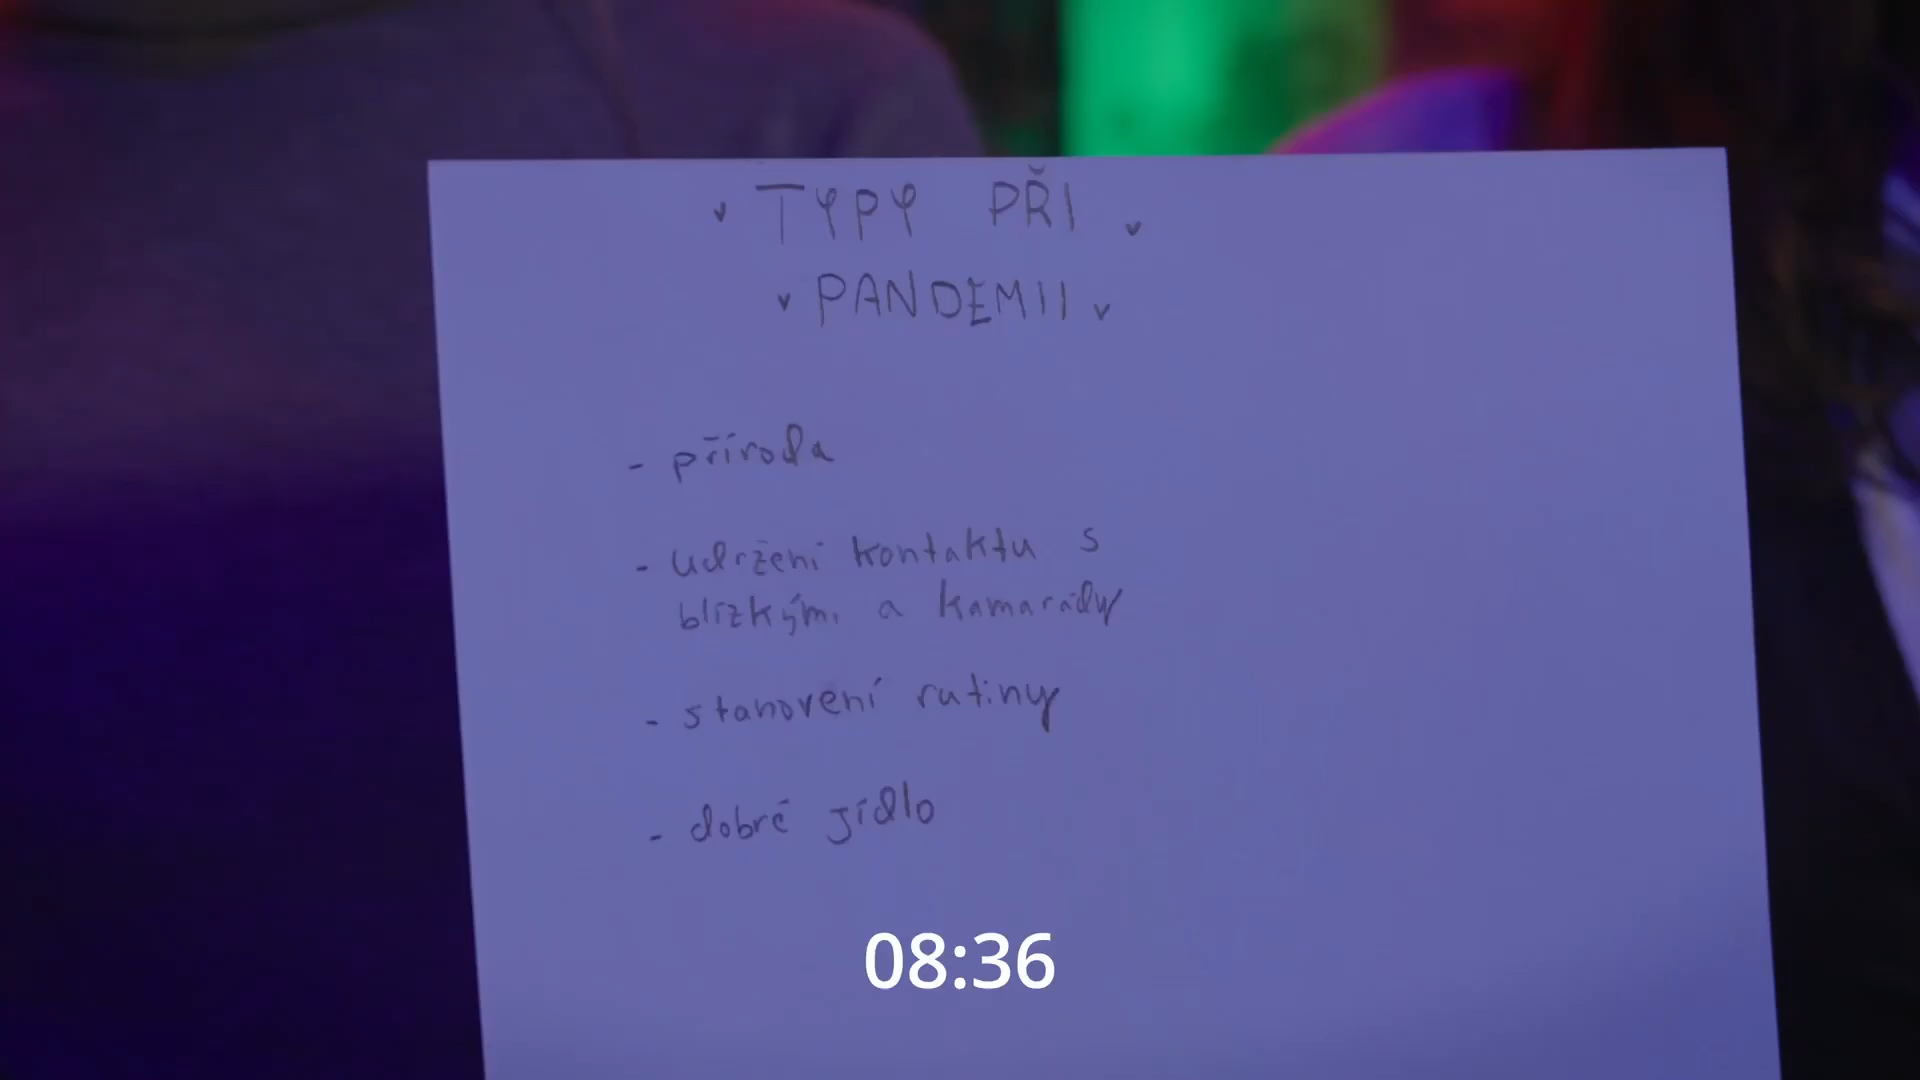 TYPY PŘI
PANDEMII
- příroda
- udržení kontaktu s
blízkými a kamarády
- stanovení rutiny
- dobré jídlo
08:36